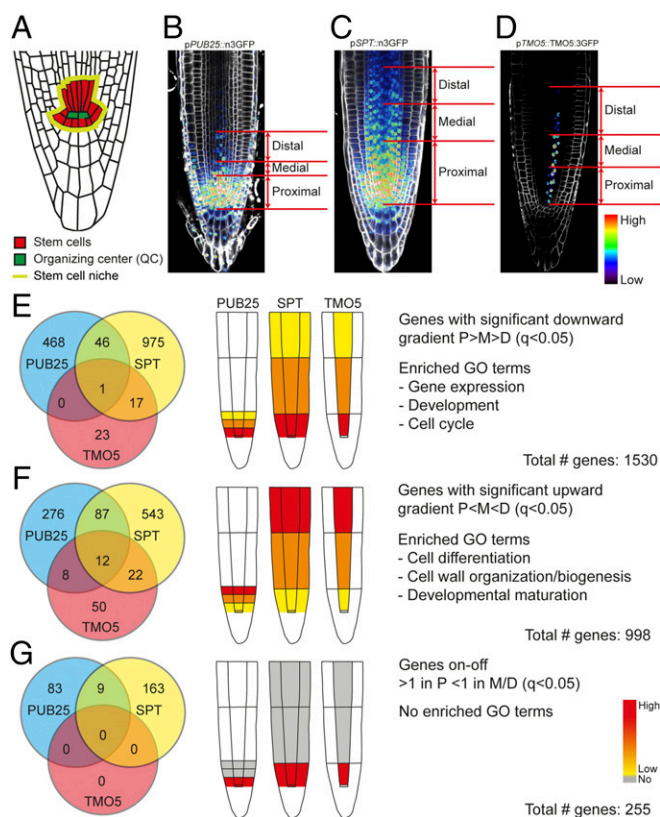 A
B
pPUB25::n3GFP
C
pSPT::n3GFP
D
pTMO5::TMO5:3GFP
Distal
Medial
Proximal
Distal
Medial
Proximal
Distal
Medial
Proximal
Stem cells
Organizing center (QC)
Stem cell niche
High
Low
E
468
46
975
PUB25
SPT
1
0
17
23
TMO5
PUB25 SPT TMO5
Genes with significant downward
gradient P>M>D (q<0.05)
Enriched GO terms
- Gene expression
- Development
- Cell cycle
Total # genes: 1530
F
276
87
543
PUB25
SPT
12
8
22
50
TMO5
Genes with significant upward
gradient P<M<D (q<0.05)
Enriched GO terms
- Cell differentiation
- Cell wall organization/biogenesis
- Developmental maturation
Total # genes: 998
G
83
9
163
PUB25
SPT
0
0
0
0
TMO5
Genes on-off
>1 in P <1 in M/D (q<0.05)
No enriched GO terms
High
Low
No
Total # genes: 255